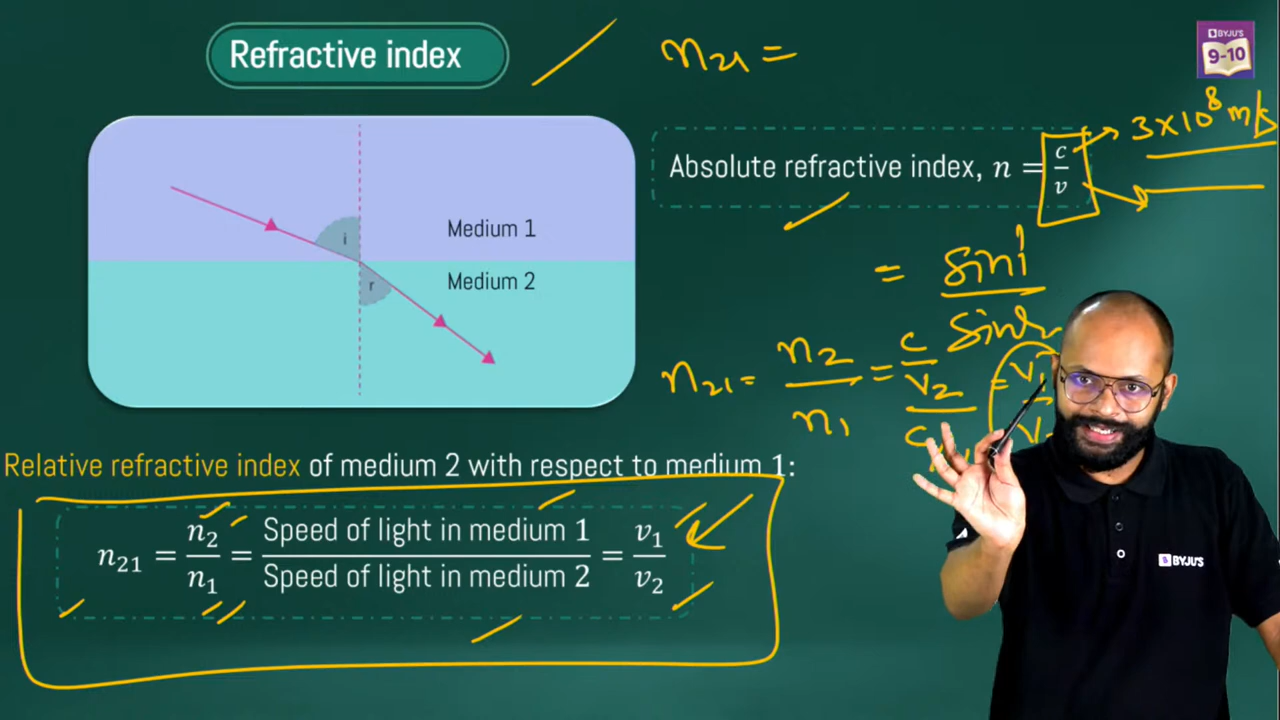 Refractive index
n₂₁ =
BYJU'S
9-10
3×10⁸ m/s
Absolute refractive index, n = c/v
= sin i / sin r
i
Medium 1
r
Medium 2
n₂₁ = n₂/n₁ = (c/v₂)/(c/ = v₁/v
Relative refractive index of medium 2 with respect to medium 1:
n₂₁ = n₂/n₁ = Speed of light in medium 1/Speed of light in medium 2 = v₁/v₂
BYJU'S